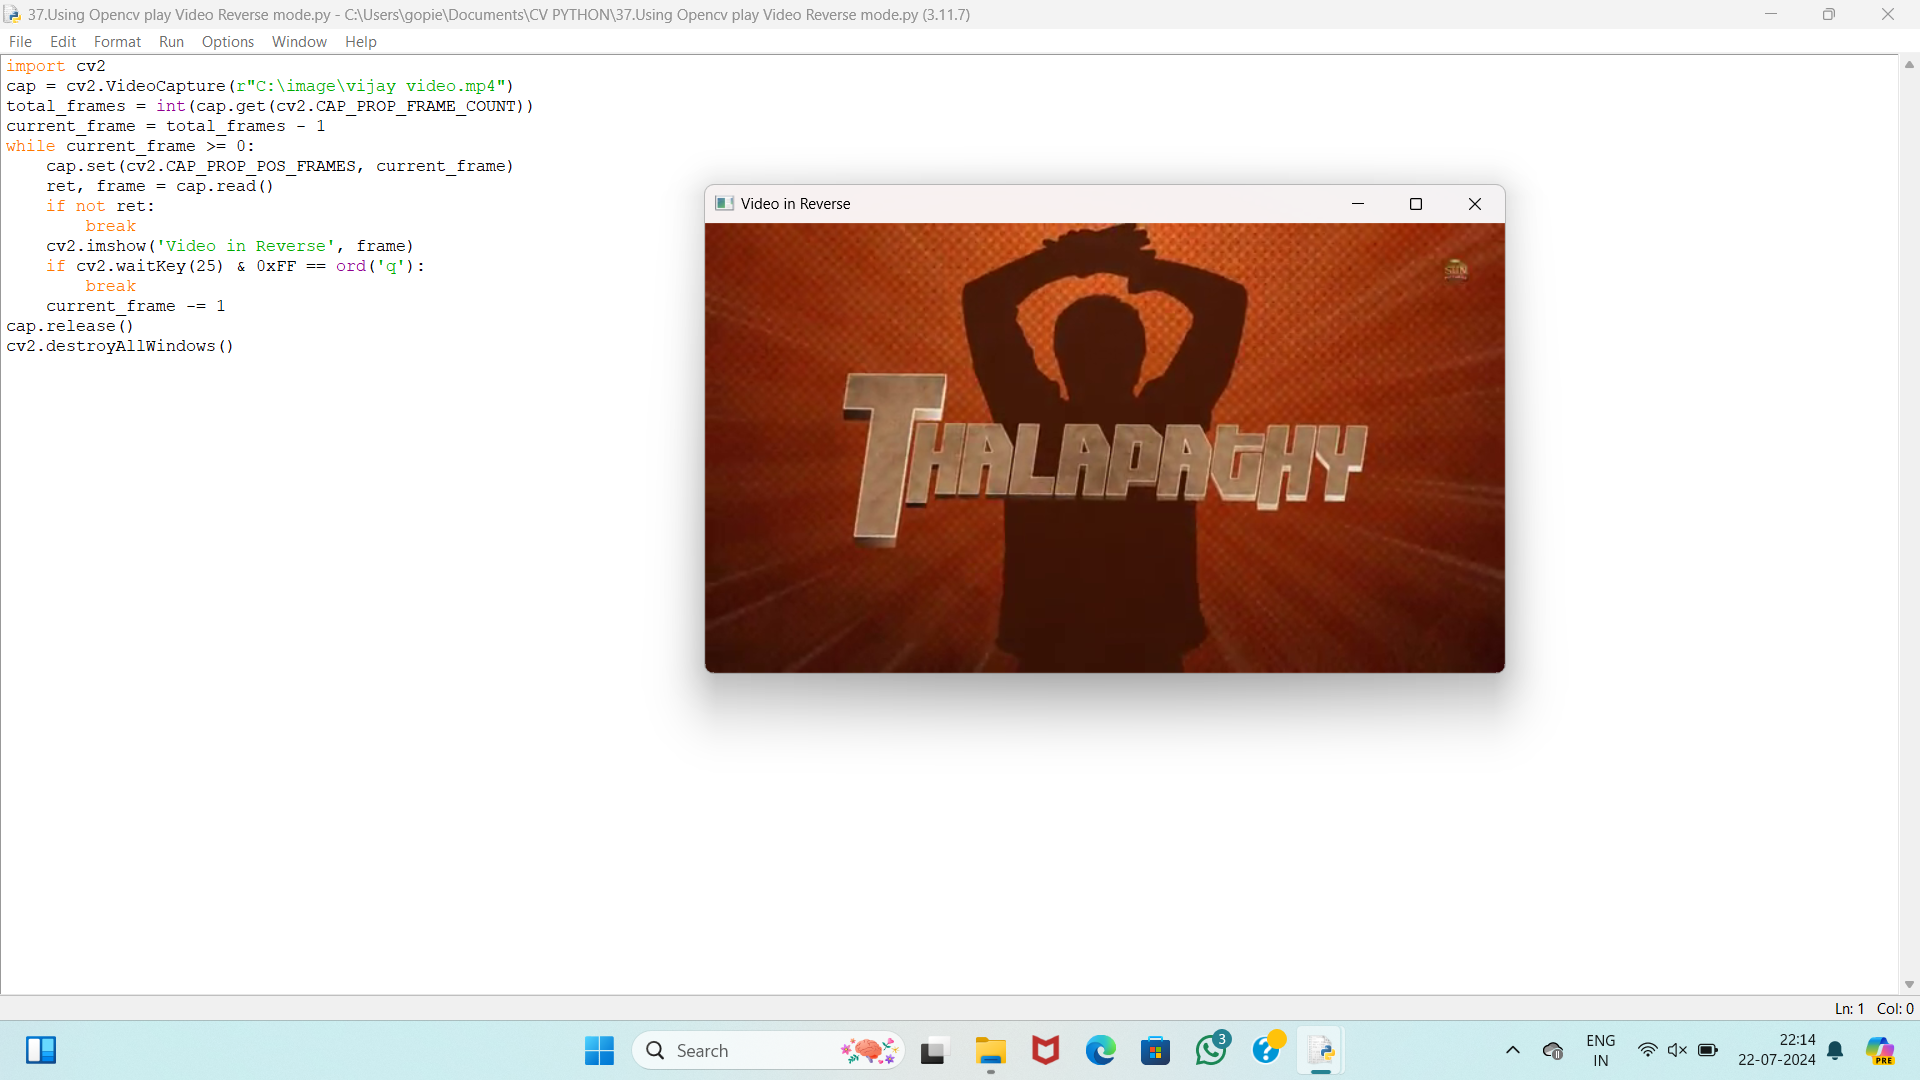 37.Using Opencv play Video Reverse mode.py - C:\Users\gopie\Documents\CV PYTHON\37.Using Opencv play Video Reverse mode.py (3.11.7)
File Edit Format Run Options Window Help
import cv2
cap = cv2.VideoCapture(r"C:\image\vijay video.mp4")
total_frames = int(cap.get(cv2.CAP_PROP_FRAME_COUNT))
current_frame = total_frames - 1
while current_frame >= 0:
    cap.set(cv2.CAP_PROP_POS_FRAMES, current_frame)
    ret, frame = cap.read()
    if not ret:
        break
    cv2.imshow('Video in Reverse', frame)
    if cv2.waitKey(25) & 0xFF == ord('q'):
        break
    current_frame -= 1
cap.release()
cv2.destroyAllWindows()
Video in Reverse
SUN
THALAPATHY
Ln: 1 Col: 0
Search
3
ENG
IN
22:14
22-07-2024
PRE